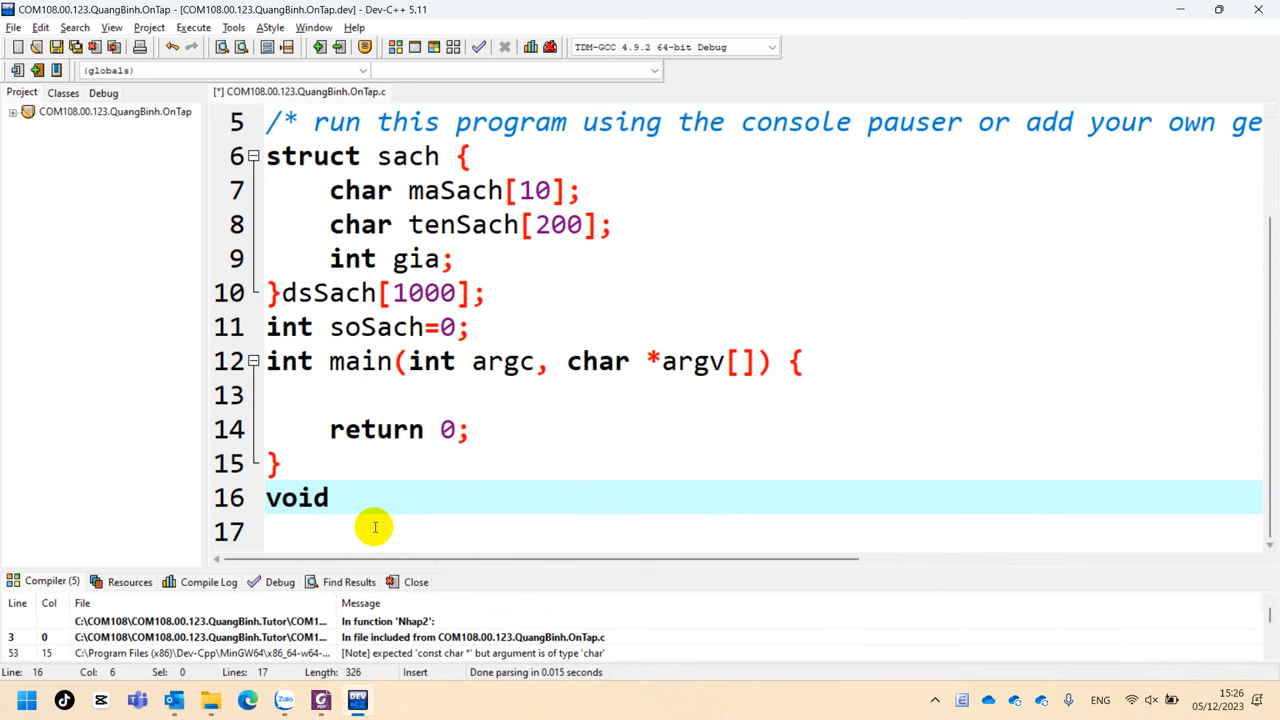 COM108.00.123.QuangBinh.OnTap - [COM108.00.123.QuangBinh.OnTap.dev] - Dev-C++ 5.11
File Edit Search View Project Execute Tools AStyle Window Help
TDM-GCC 4.9.2 64-bit Debug
(globals)
Project Classes Debug
[*] COM108.00.123.QuangBinh.OnTap.c
COM108.00.123.QuangBinh.OnTap
5 /* run this program using the console pauser or add your own ge
6 struct sach {
7 char maSach[10];
8 char tenSach[200];
9 int gia;
10 }dsSach[1000];
11 int soSach=0;
12 int main(int argc, char *argv[]) {
13
14 return 0;
15 }
16 void
17
Compiler (5) Resources Compile Log Debug Find Results Close
Line Col File Message
C:\COM108\COM108.00.123.QuangBinh.Tutor\COM1... In function 'Nhap2':
3 0 C:\COM108\COM108.00.123.QuangBinh.Tutor\COM1... In file included from COM108.00.123.QuangBinh.OnTap.c
53 15 C:\Program Files (x86)\Dev-Cpp\MinGW64\x86_64-w64-... [Note] expected 'const char *' but argument is of type 'char'
Line: 16 Col: 6 Sel: 0 Lines: 17 Length: 326 Insert Done parsing in 0.015 seconds
Zalo
PDF
DEV
ENG
15:26
05/12/2023